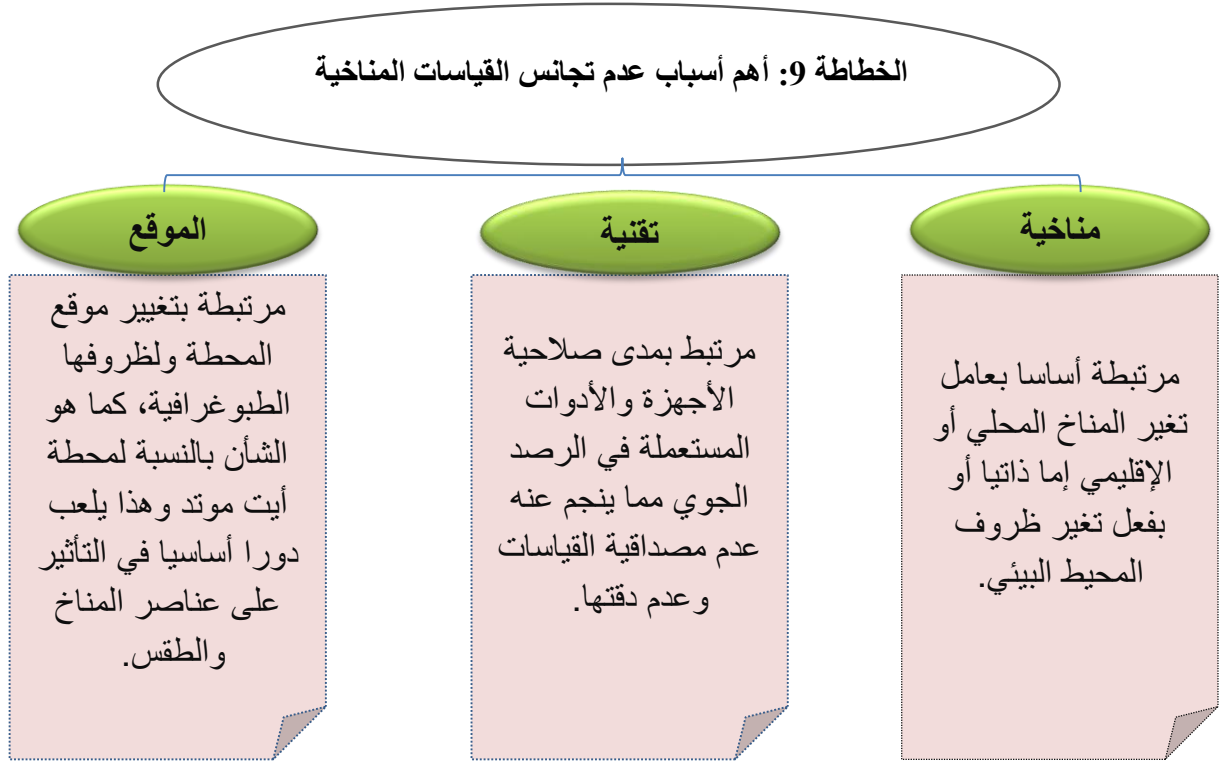 الخطاطة 9: أهم أسباب عدم تجانس القياسات المناخية
مناخية
مرتبطة أساسا بعامل
تغير المناخ المحلي أو
الإقليمي إما ذاتيا أو
بفعل تغير ظروف
المحيط البيئي.
تقنية
مرتبط بمدى صلاحية
الأجهزة والأدوات
المستعملة في الرصد
الجوي مما ينجم عنه
عدم مصداقية القياسات
وعدم دقتها.
الموقع
مرتبطة بتغيير موقع
المحطة ولظروفها
الطبوغرافية، كما هو
الشأن بالنسبة لمحطة
أيت موتد وهذا يلعب
دورا أساسيا في التأثير
على عناصر المناخ
والطقس.